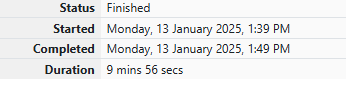 Status Finished
Started Monday, 13 January 2025, 1:39 PM
Completed Monday, 13 January 2025, 1:49 PM
Duration 9 mins 56 secs